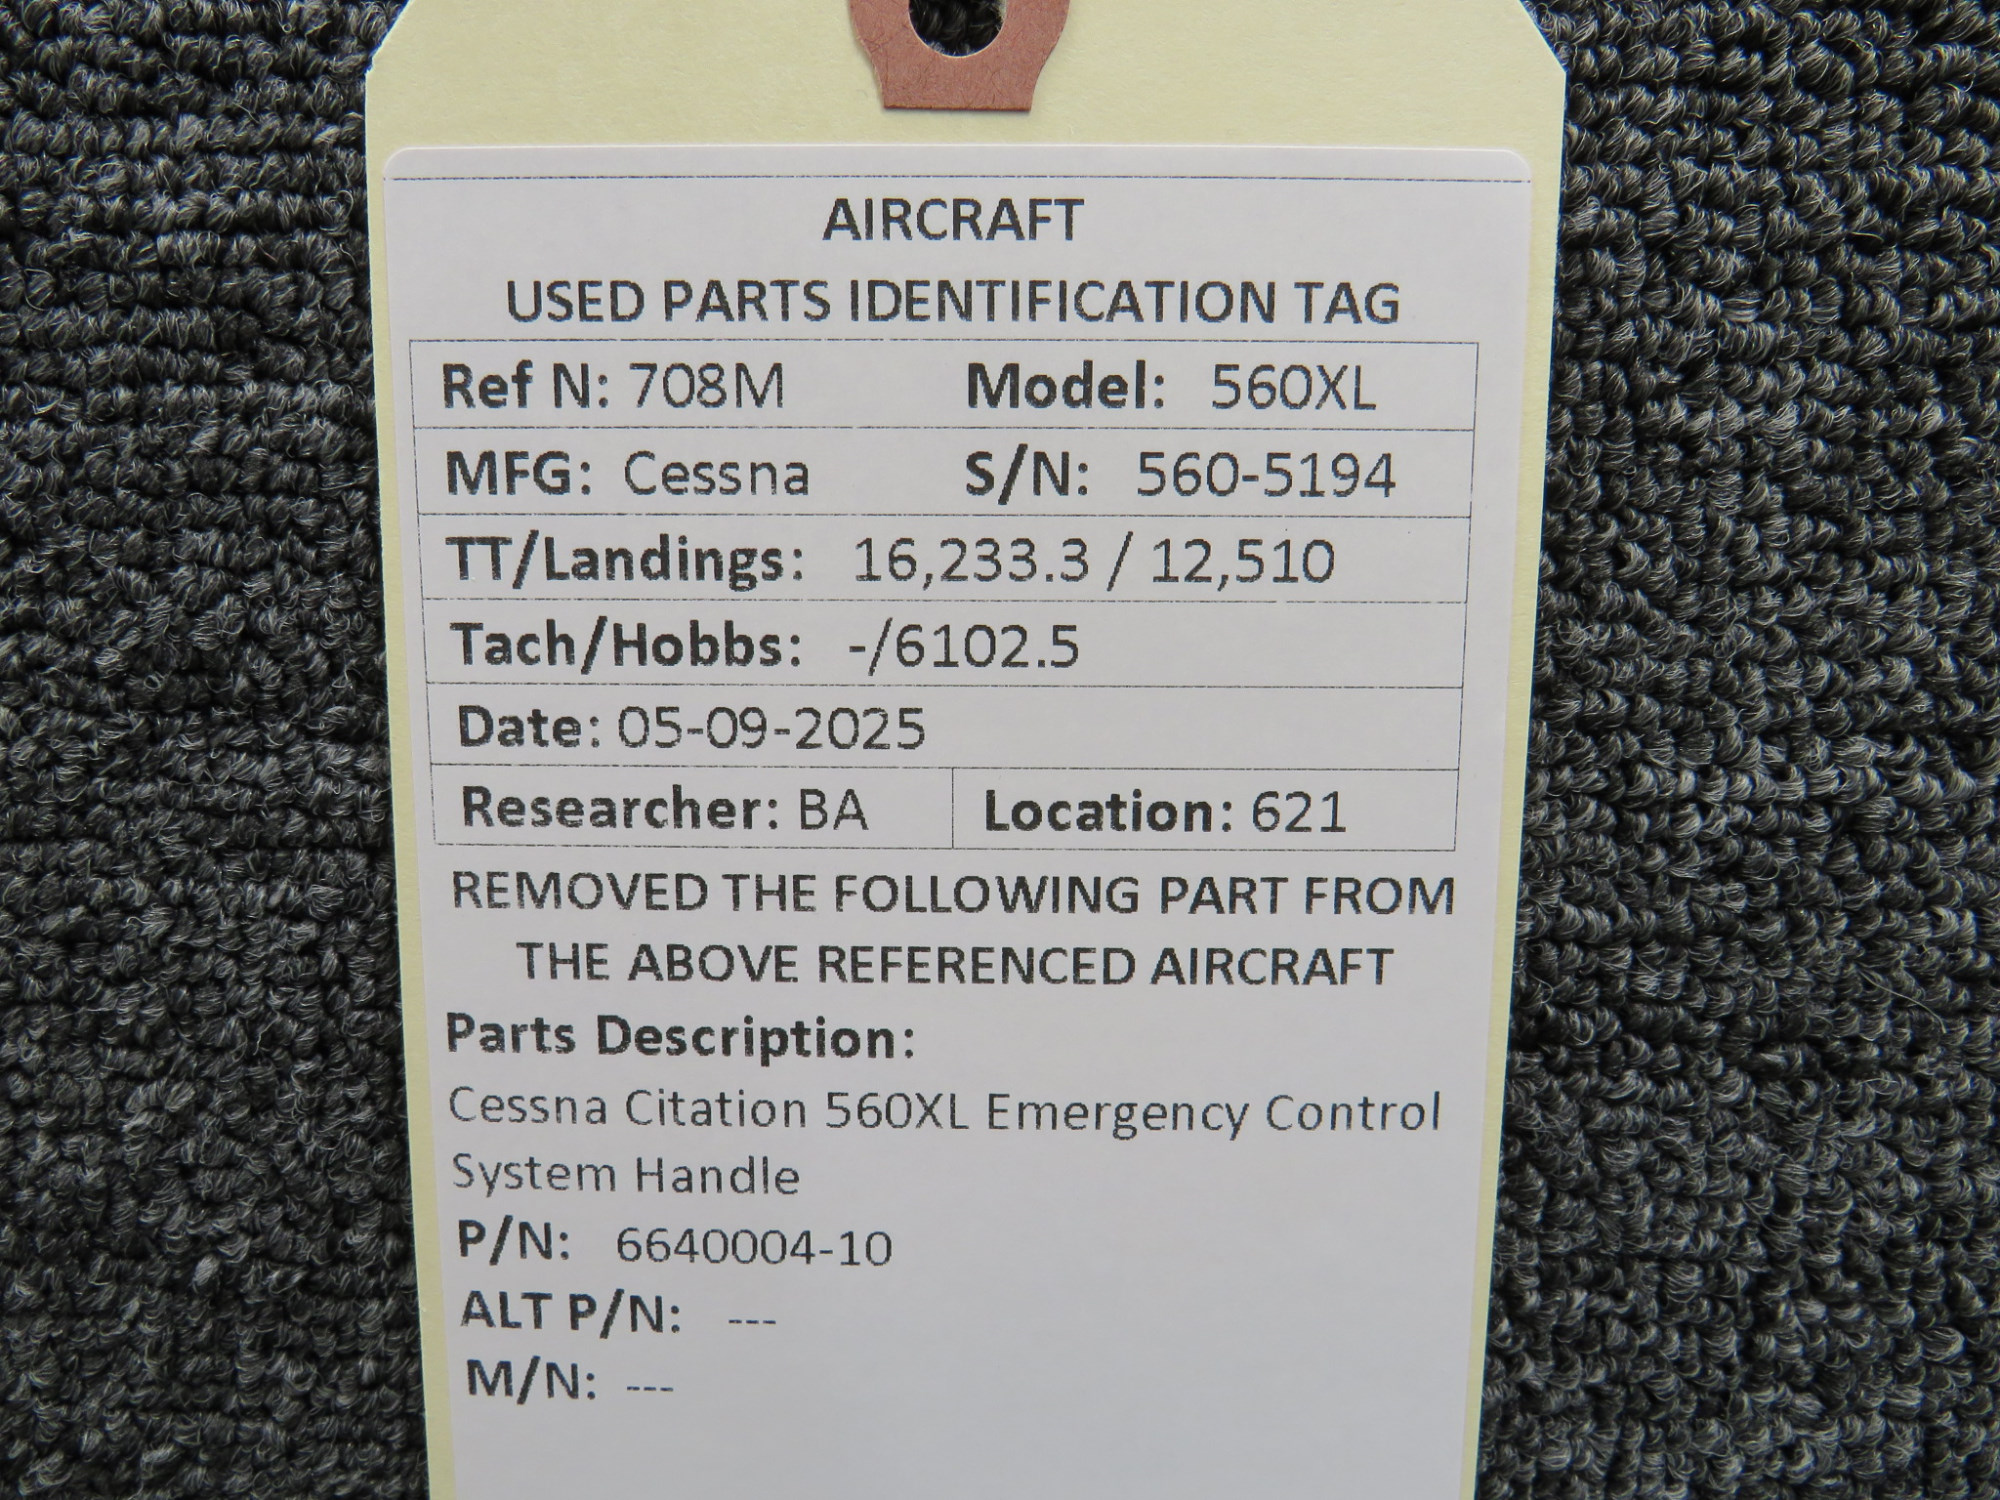 AIRCRAFT
USED PARTS IDENTIFICATION TAG
Ref N: 708M Model: 560XL
MFG: Cessna S/N: 560-5194
TT/Landings: 16,233.3 / 12,510
Tach/Hobbs: -/6102.5
Date: 05-09-2025
Researcher: BA Location: 621
REMOVED THE FOLLOWING PART FROM
THE ABOVE REFERENCED AIRCRAFT
Parts Description:
Cessna Citation 560XL Emergency Control
System Handle
P/N: 6640004-10
ALT P/N: ---
M/N: ---